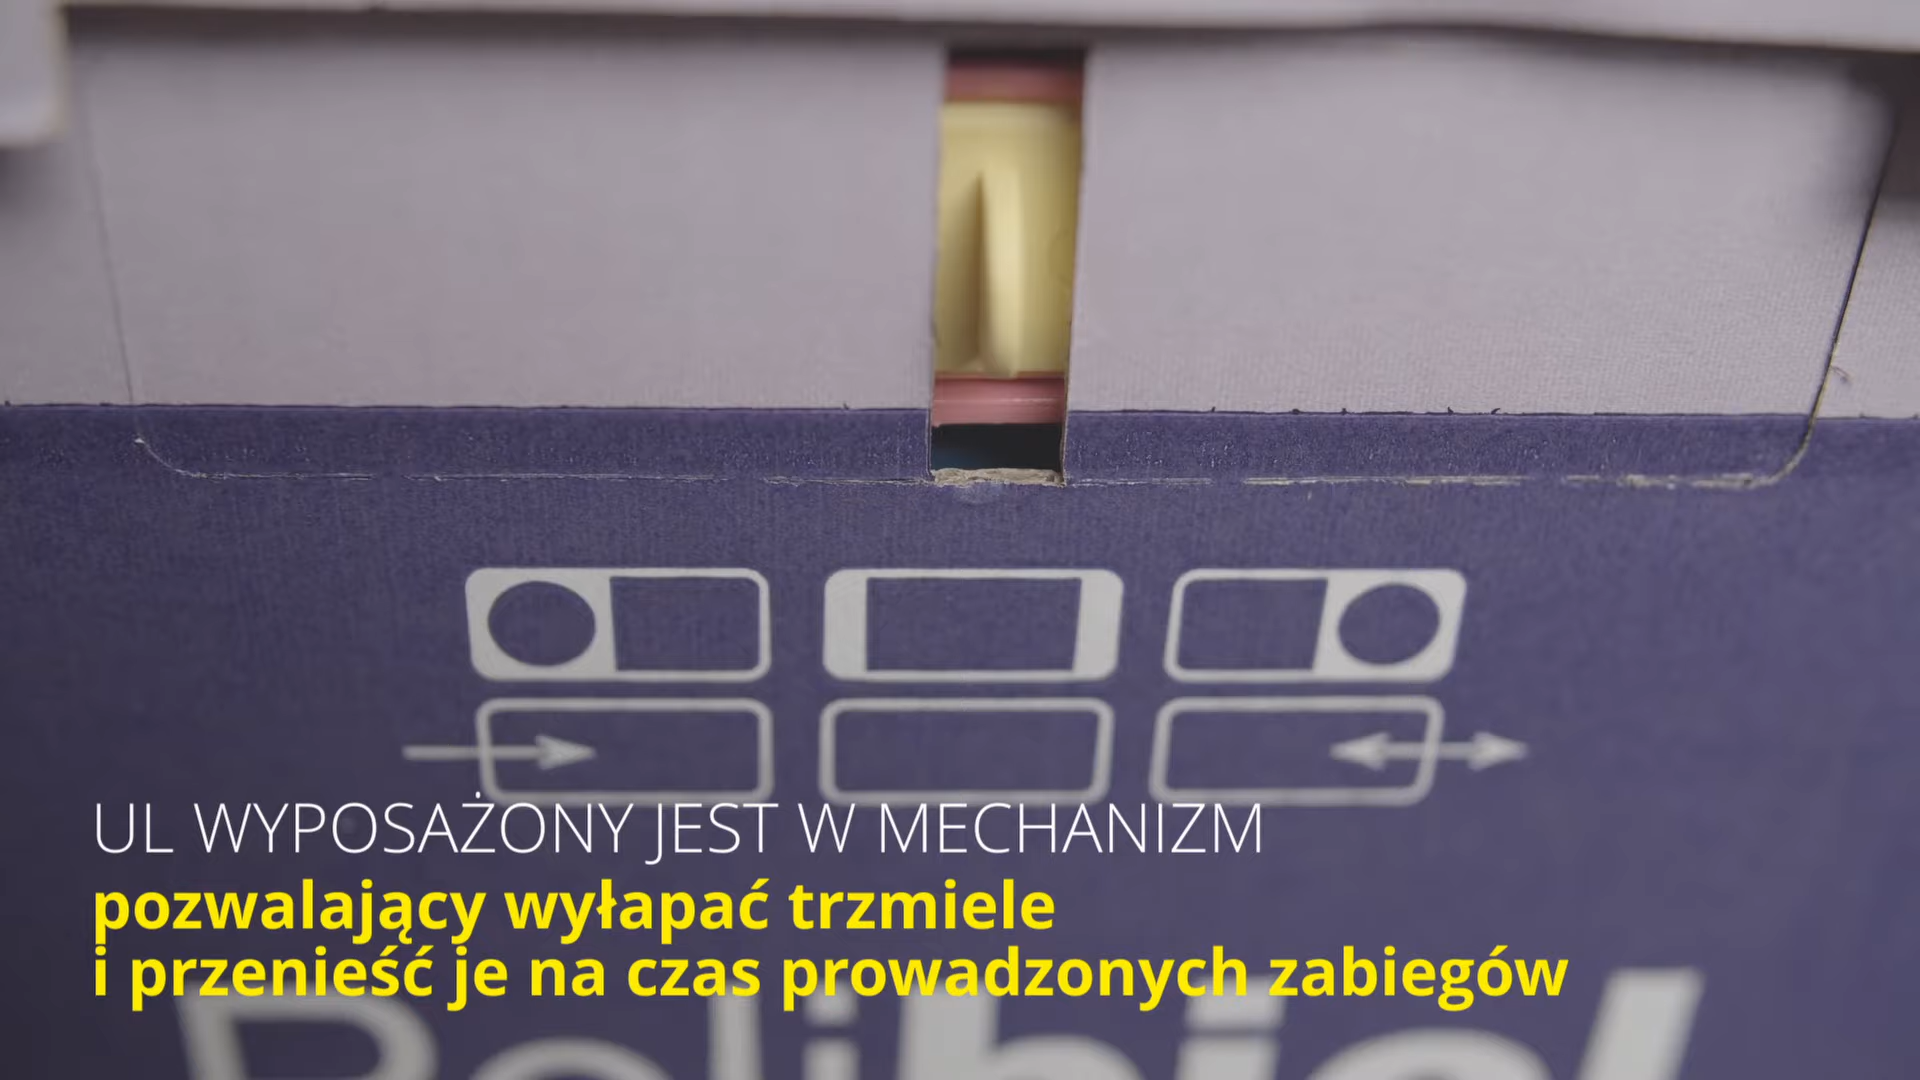 UL WYPOSAŻONY JEST W MECHANIZM
pozwalający wyłapać trzmiele
i przenieść je na czas prowadzonych zabiegów